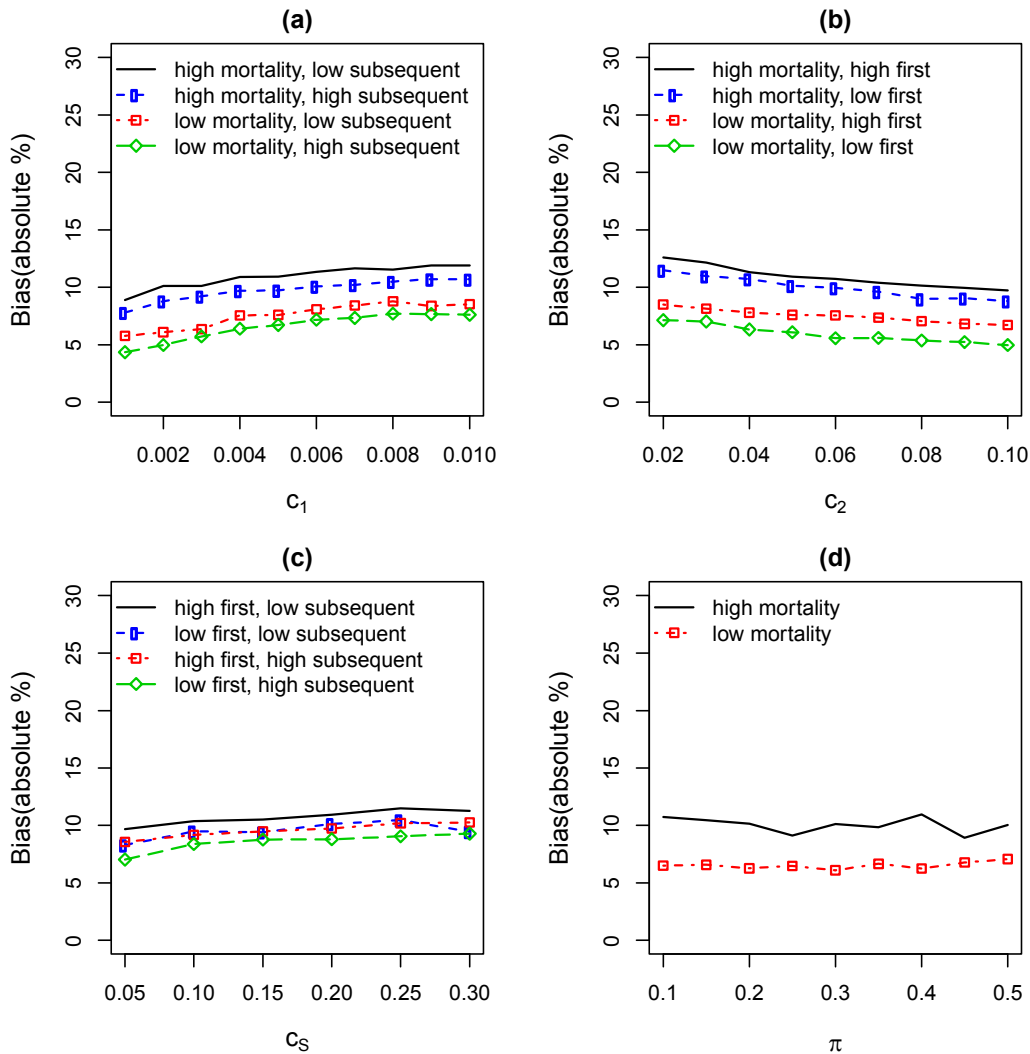 (a)
30
25
20
15
10
5
0
Bias(absolute %)
high mortality, low subsequent
high mortality, high subsequent
low mortality, low subsequent
low mortality, high subsequent
0.002 0.004 0.006 0.008 0.010
c₁
(b)
30
25
20
15
10
5
0
Bias(absolute %)
high mortality, high first
high mortality, low first
low mortality, high first
low mortality, low first
0.02 0.04 0.06 0.08 0.10
c₂
(c)
30
25
20
15
10
5
0
Bias(absolute %)
high first, low subsequent
low first, low subsequent
high first, high subsequent
low first, high subsequent
0.05 0.10 0.15 0.20 0.25 0.30
c_S
(d)
30
25
20
15
10
5
0
Bias(absolute %)
high mortality
low mortality
0.1 0.2 0.3 0.4 0.5
π